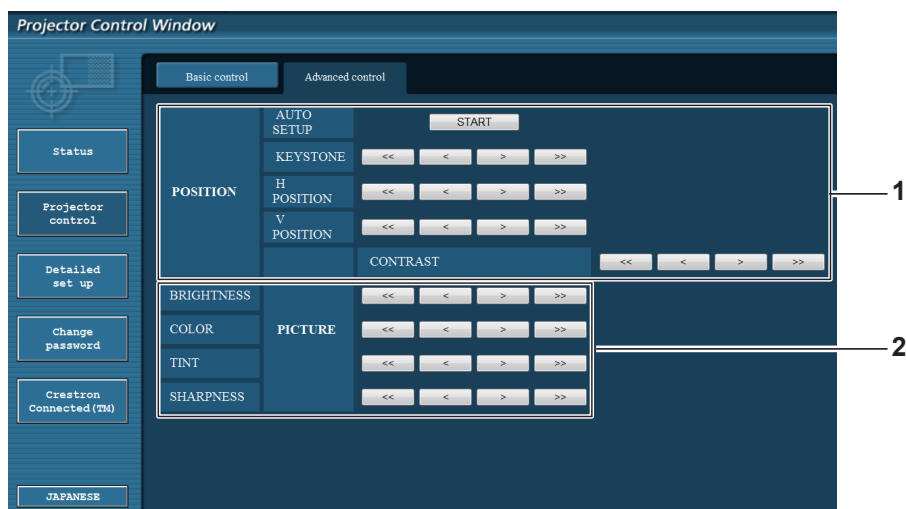 Projector Control Window
Basic control
Advanced control
Status
Projector
control
Detailed
set up
Change
password
Crestron
Connected(TM)
JAPANESE
POSITION
AUTO
SETUP
START
KEYSTONE
<< < > >>
H
POSITION
<< < > >>
V
POSITION
<< < > >>
CONTRAST
<< < > >>
1
BRIGHTNESS
PICTURE
<< < > >>
COLOR
<< < > >>
TINT
<< < > >>
SHARPNESS
<< < > >>
2